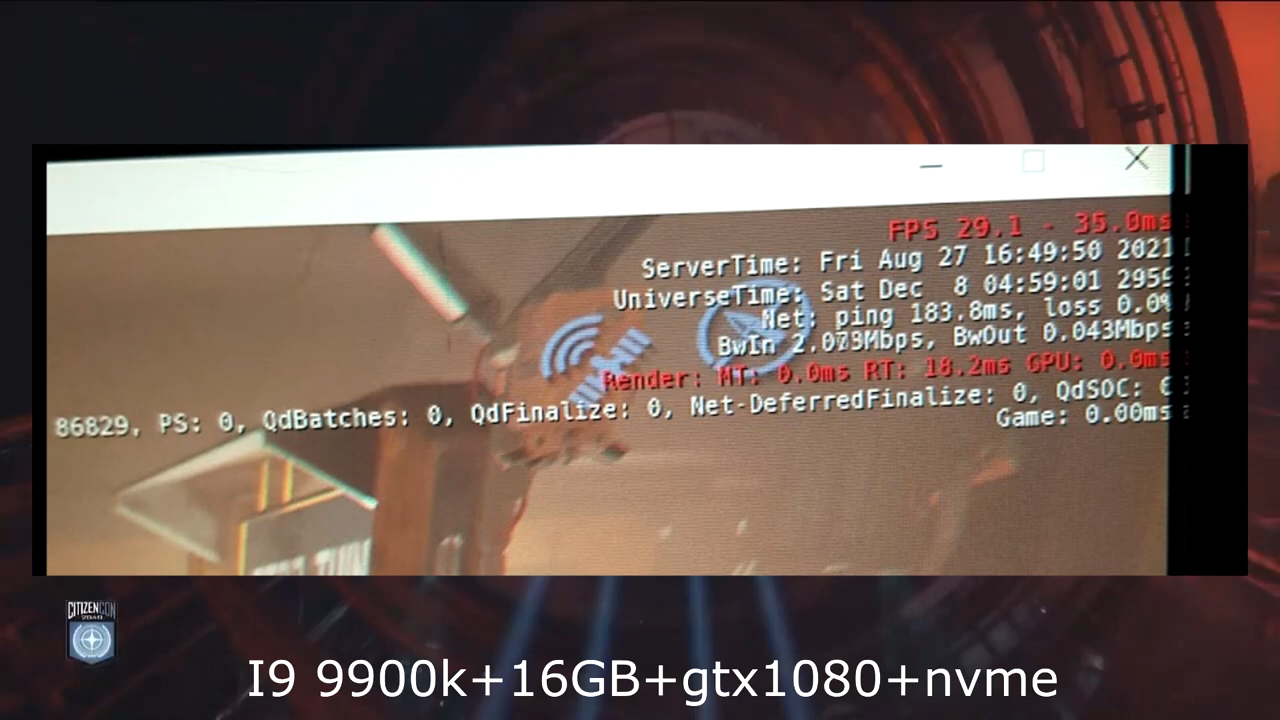 FPS 29.1 - 35.0ms
ServerTime: Fri Aug 27 16:49:50 2021
UniverseTime: Sat Dec 8 04:59:01 295
Net: ping 183.8ms, loss 0.0%
BwIn 2.079Mbps, BwOut 0.043Mbps
Render: MT: 0.0ms RT: 18.2ms GPU: 0.0ms
86829, PS: 0, QdBatches: 0, QdFinalize: 0, Net-DeferredFinalize: 0, QdSOC:
Game: 0.00ms
CITIZENCON
I9 9900k+16GB+gtx1080+nvme